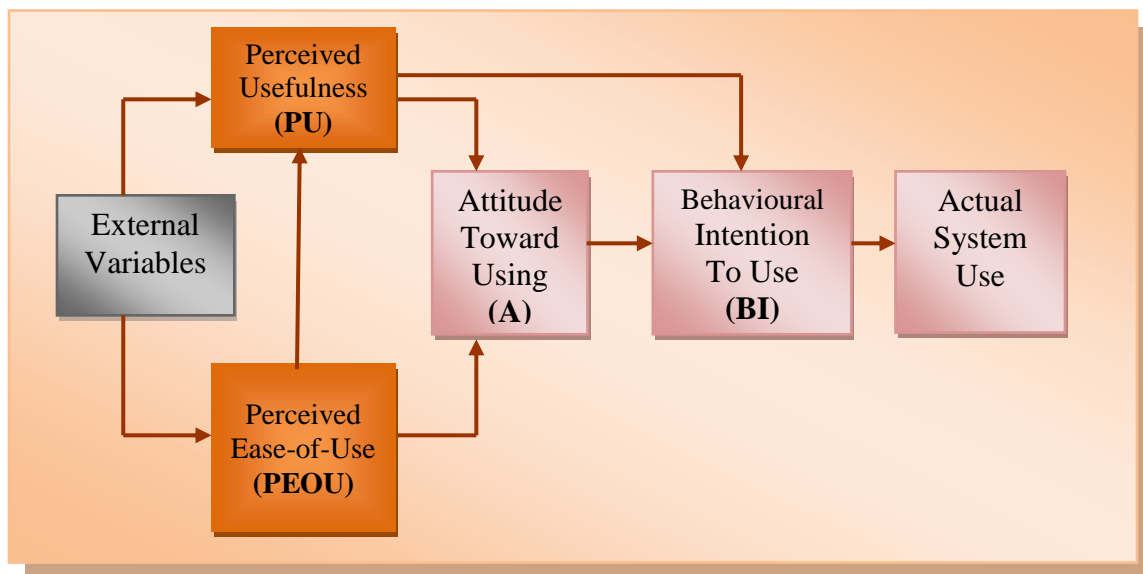 Perceived
Usefulness
(PU)
External
Variables
Attitude
Toward
Using
(A)
Behavioural
Intention
To Use
(BI)
Actual
System
Use
Perceived
Ease-of-Use
(PEOU)